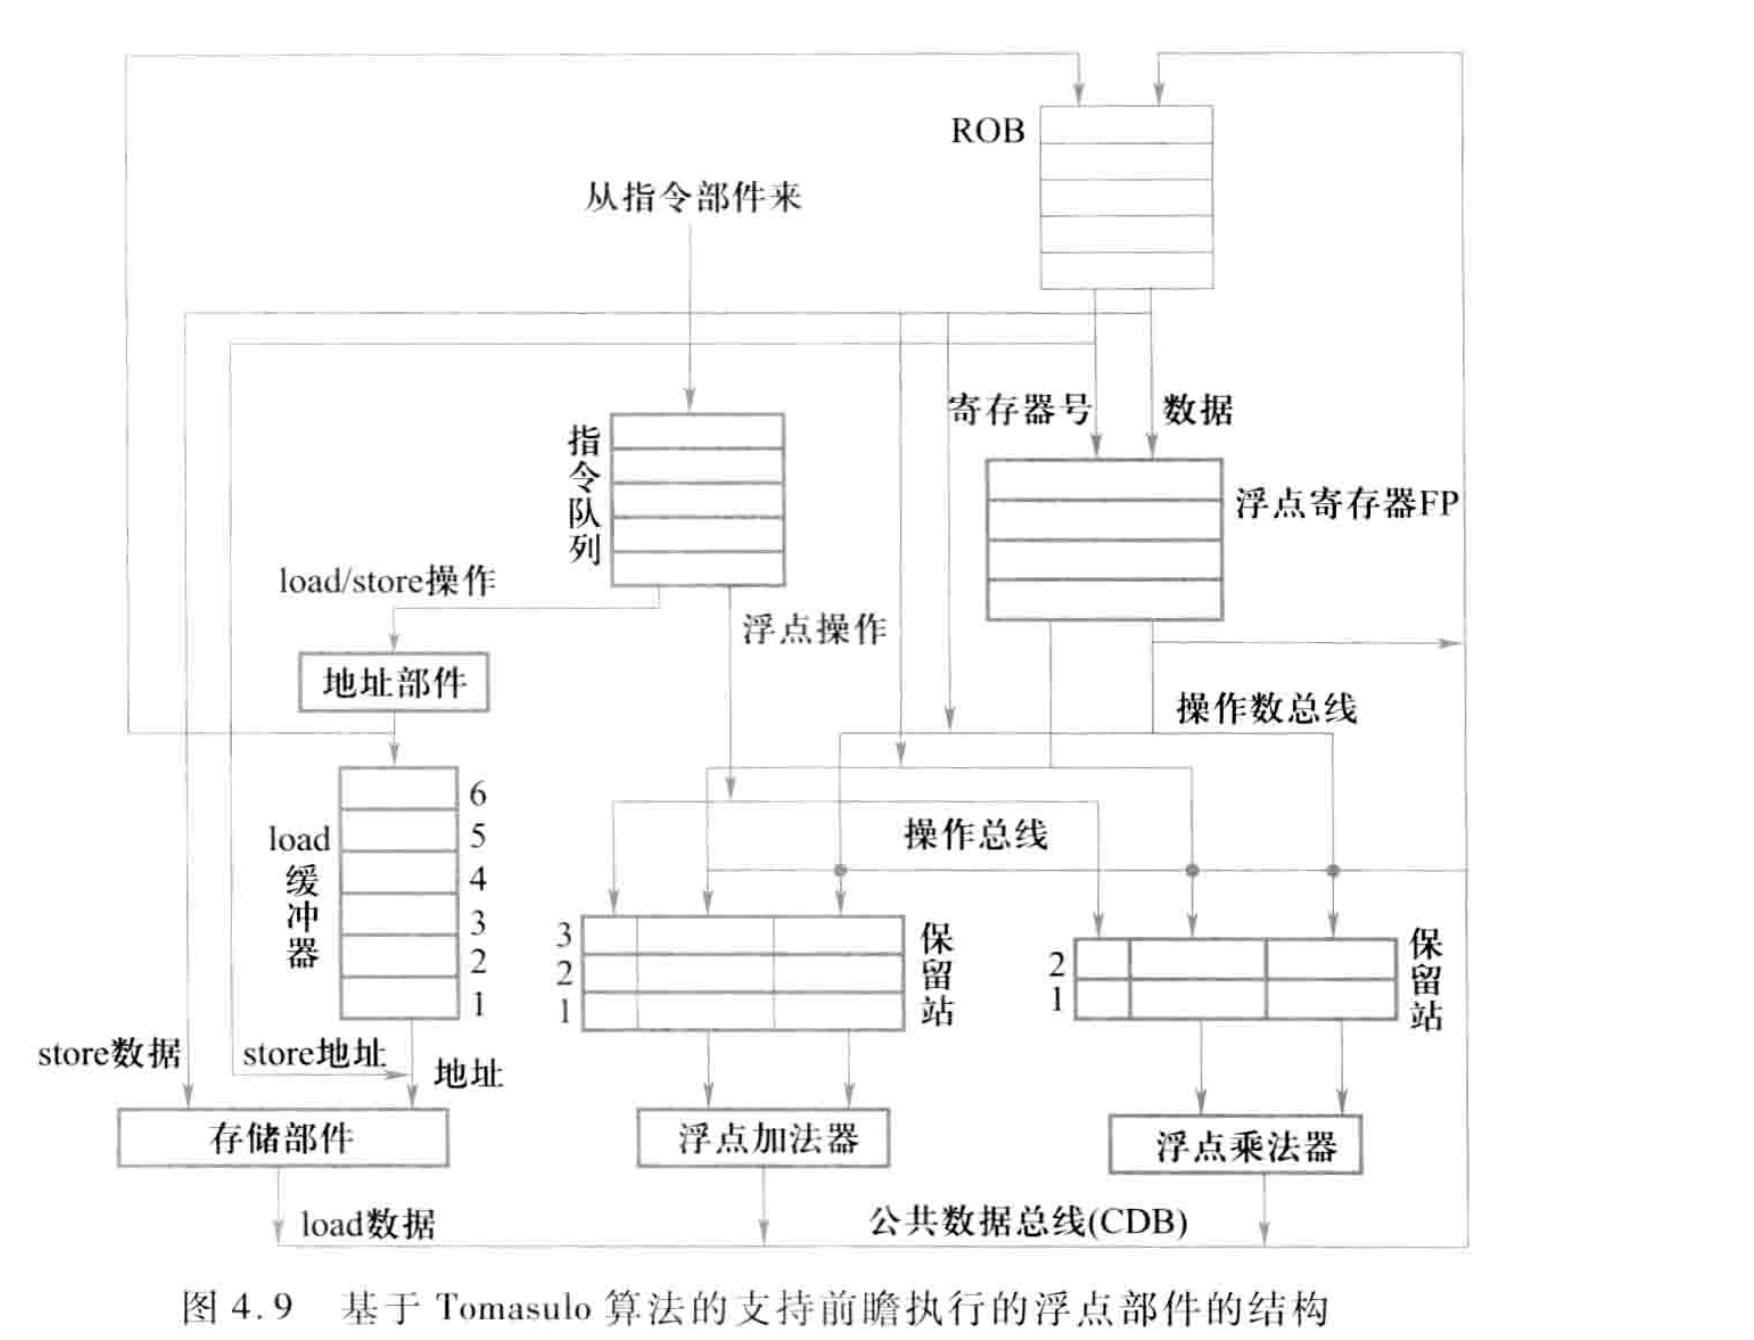 ROB
从指令部件来
寄存器号
数据
指令队列
浮点寄存器FP
load/store操作
浮点操作
地址部件
操作数总线
6
5
4
3
2
1
load
缓冲器
操作总线
3
2
1
保留站
2
1
保留站
store数据
store地址
地址
存储部件
浮点加法器
浮点乘法器
load数据
公共数据总线(CDB)
图 4.9 基于 Tomasulo 算法的支持前瞻执行的浮点部件的结构